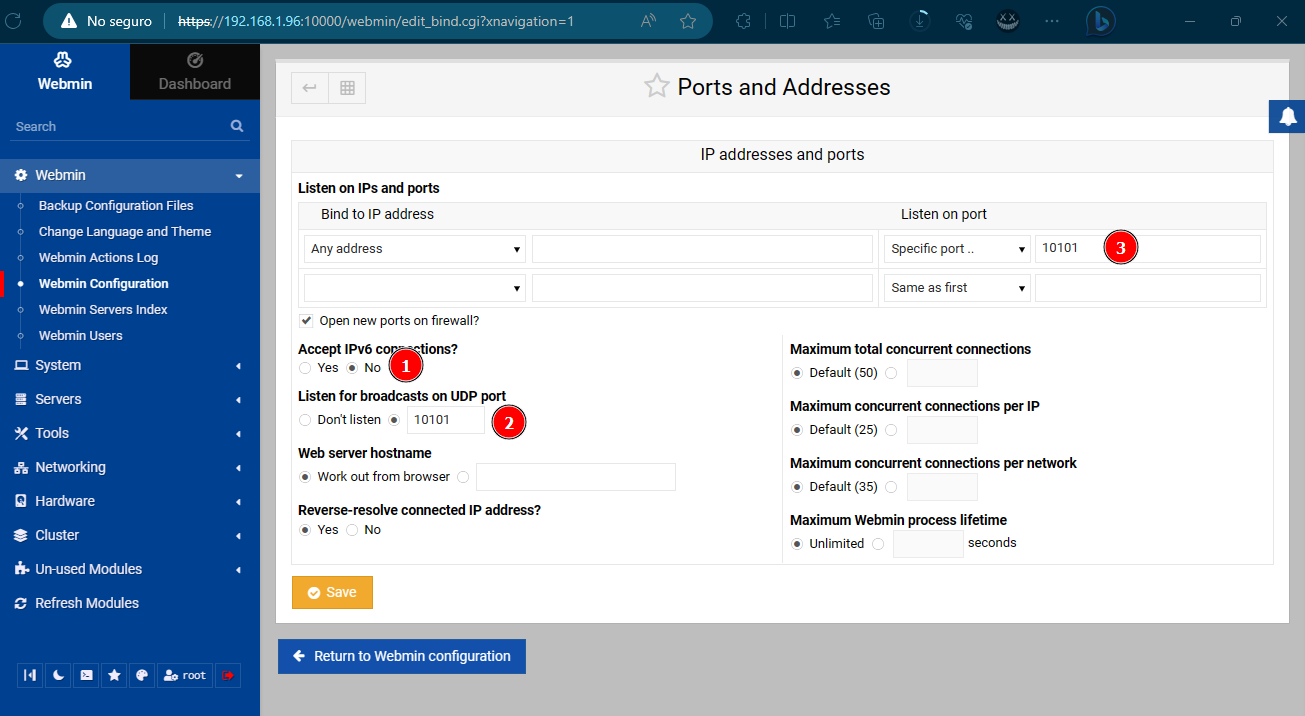 No seguro
https://192.168.1.96:10000/webmin/edit_bind.cgi?xnavigation=1
Webmin
Dashboard
Search
Webmin
Backup Configuration Files
Change Language and Theme
Webmin Actions Log
Webmin Configuration
Webmin Servers Index
Webmin Users
System
Servers
Tools
Networking
Hardware
Cluster
Un-used Modules
Refresh Modules
root
Ports and Addresses
IP addresses and ports
Listen on IPs and ports
Bind to IP address Listen on port
Any address Specific port .. 10101 3
Same as first
Open new ports on firewall?
Accept IPv6 connections?
Yes No 1
Listen for broadcasts on UDP port
Don't listen 10101 2
Web server hostname
Work out from browser
Reverse-resolve connected IP address?
Yes No
Maximum total concurrent connections
Default (50)
Maximum concurrent connections per IP
Default (25)
Maximum concurrent connections per network
Default (35)
Maximum Webmin process lifetime
Unlimited seconds
Save
Return to Webmin configuration